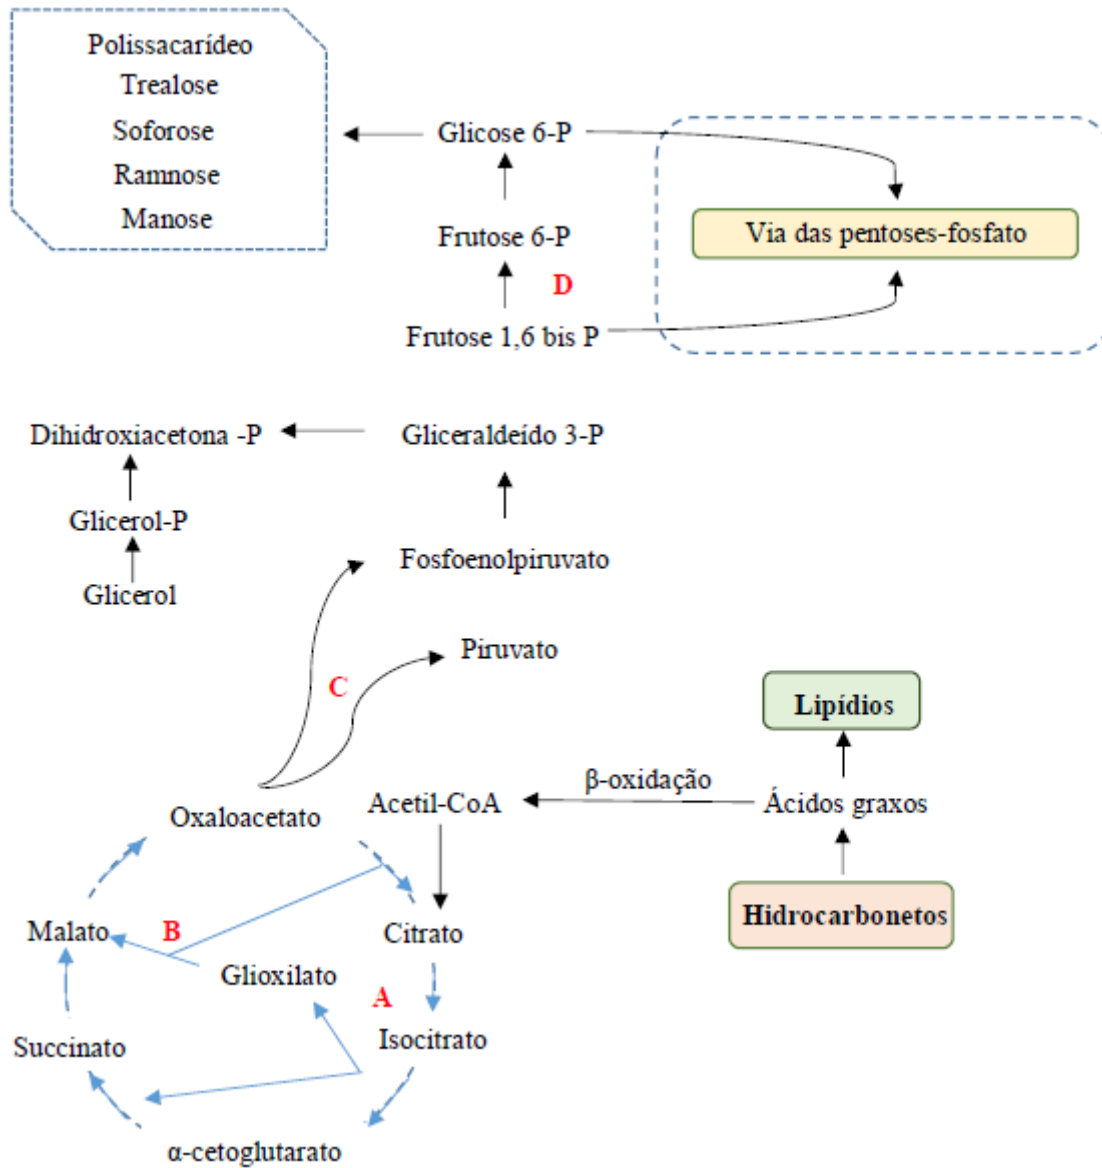 Polissacarídeo
Trealose
Soforose
Ramnose
Manose
Glicose 6-P
Frutose 6-P
D
Frutose 1,6 bis P
Via das pentoses-fosfato
Dihidroxiacetona -P
Gliceraldeído 3-P
Glicerol-P
Glicerol
Fosfoenolpiruvato
Piruvato
C
Lipídios
β-oxidação
Oxaloacetato
Acetil-CoA
Ácidos graxos
Hidrocarbonetos
Malato
B
Citrato
Glioxilato
A
Succinato
Isocitrato
α-cetoglutarato